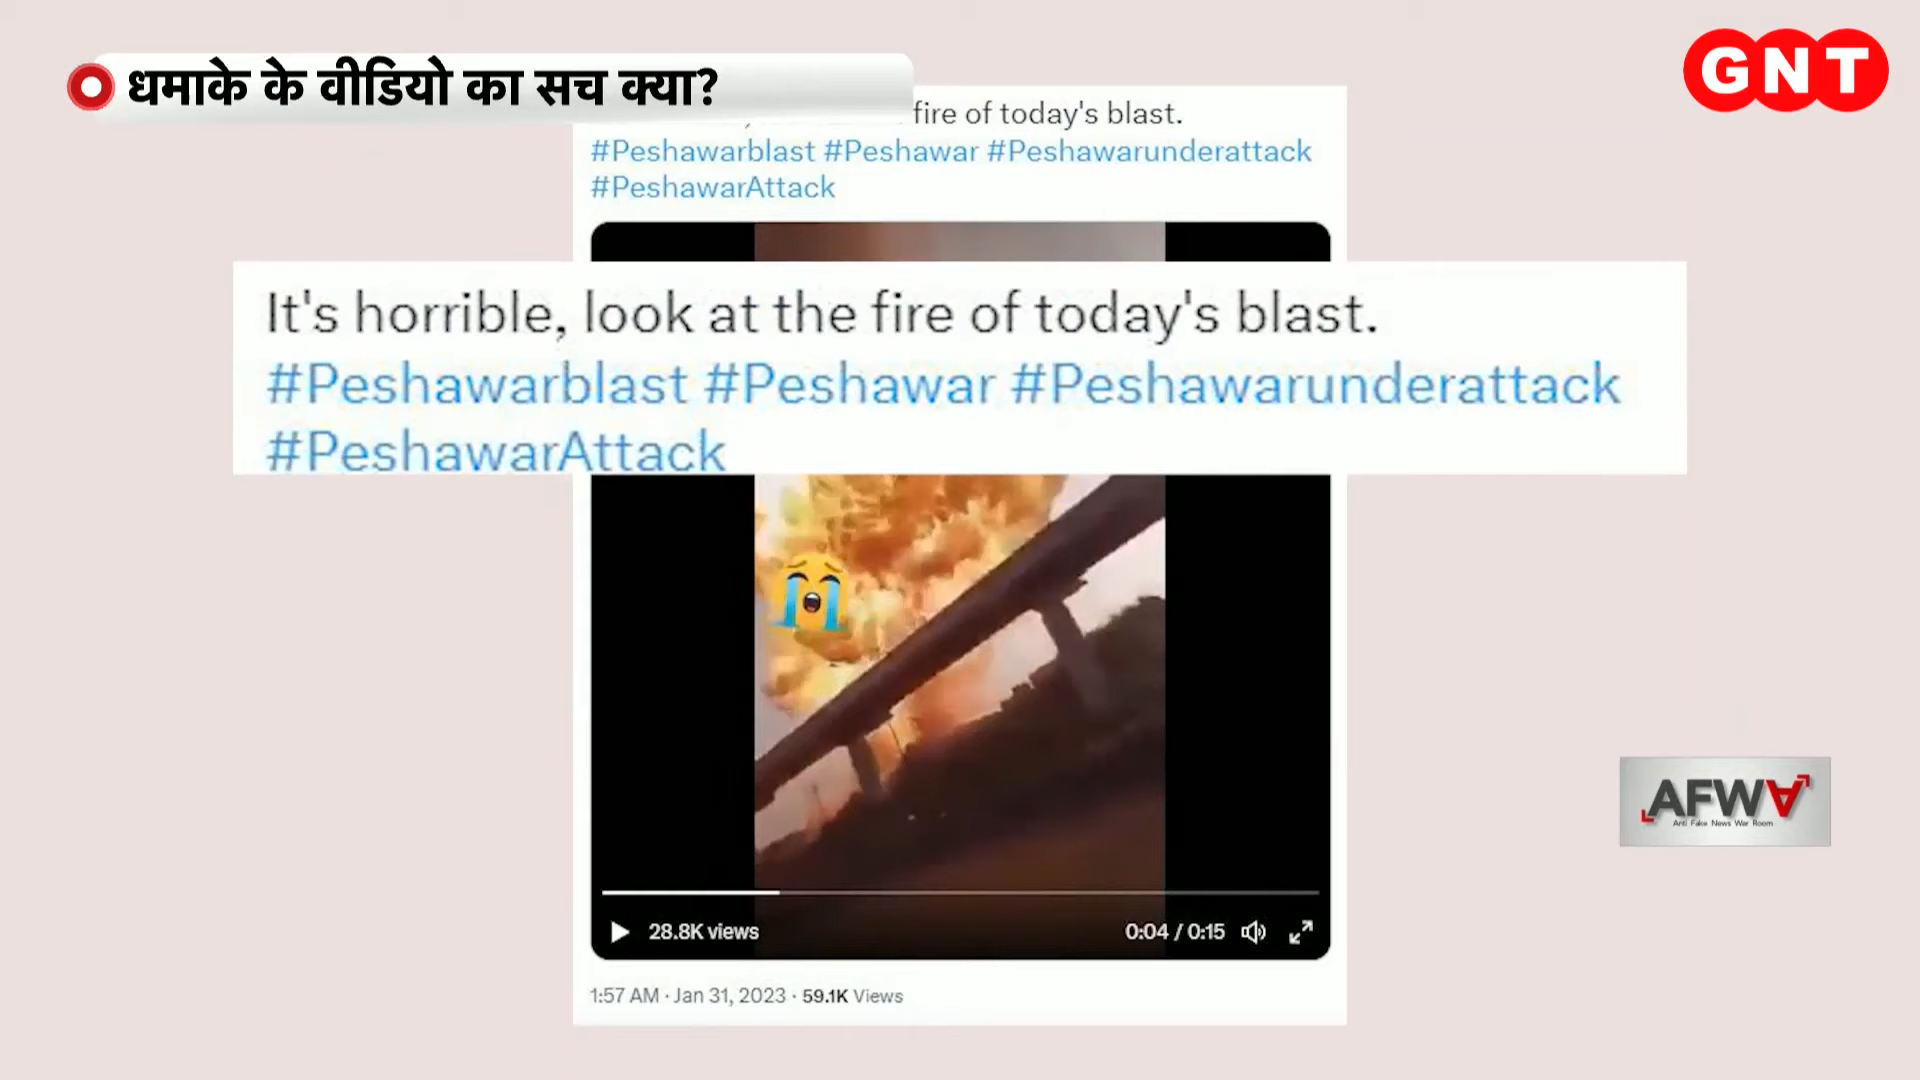 धमाके के वीडियो का सच क्या?
GNT
fire of today's blast.
#Peshawarblast #Peshawar #Peshawarunderattack
#PeshawarAttack
It's horrible, look at the fire of today's blast.
#Peshawarblast #Peshawar #Peshawarunderattack
#PeshawarAttack
AFWA
Anti Fake News War Room
28.8K views
0:04 / 0:15
1:57 AM · Jan 31, 2023 · 59.1K Views